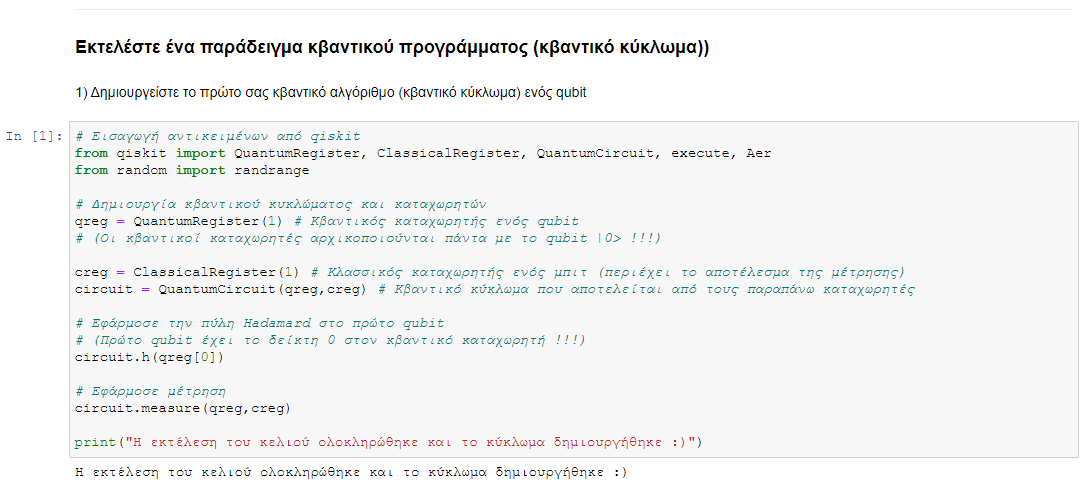 Εκτελέστε ένα παράδειγμα κβαντικού προγράμματος (κβαντικό κύκλωμα))
1) Δημιουργείστε το πρώτο σας κβαντικό αλγόριθμο (κβαντικό κύκλωμα) ενός qubit
In [1]:
# Εισαγωγή αντικειμένων από qiskit
from qiskit import QuantumRegister, ClassicalRegister, QuantumCircuit, execute, Aer
from random import randrange
# Δημιουργία κβαντικού κυκλώματος και καταχωρητών
qreg = QuantumRegister(1) # Κβαντικός καταχωρητής ενός qubit
# (Οι κβαντικοί καταχωρητές αρχικοποιούνται πάντα με το qubit |0> !!!)
creg = ClassicalRegister(1) # Κλασσικός καταχωρητής ενός μπιτ (περιέχει το αποτέλεσμα της μέτρησης)
circuit = QuantumCircuit(qreg,creg) # Κβαντικό κύκλωμα που αποτελείται από τους παραπάνω καταχωρητές
# Εφάρμοσε την πύλη Hadamard στο πρώτο qubit
# (Πρώτο qubit έχει το δείκτη 0 στον κβαντικό καταχωρητή !!!)
circuit.h(qreg[0])
# Εφάρμοσε μέτρηση
circuit.measure(qreg,creg)
print("Η εκτέλεση του κελιού ολοκληρώθηκε και το κύκλωμα δημιουργήθηκε :)")
Η εκτέλεση του κελιού ολοκληρώθηκε και το κύκλωμα δημιουργήθηκε :)